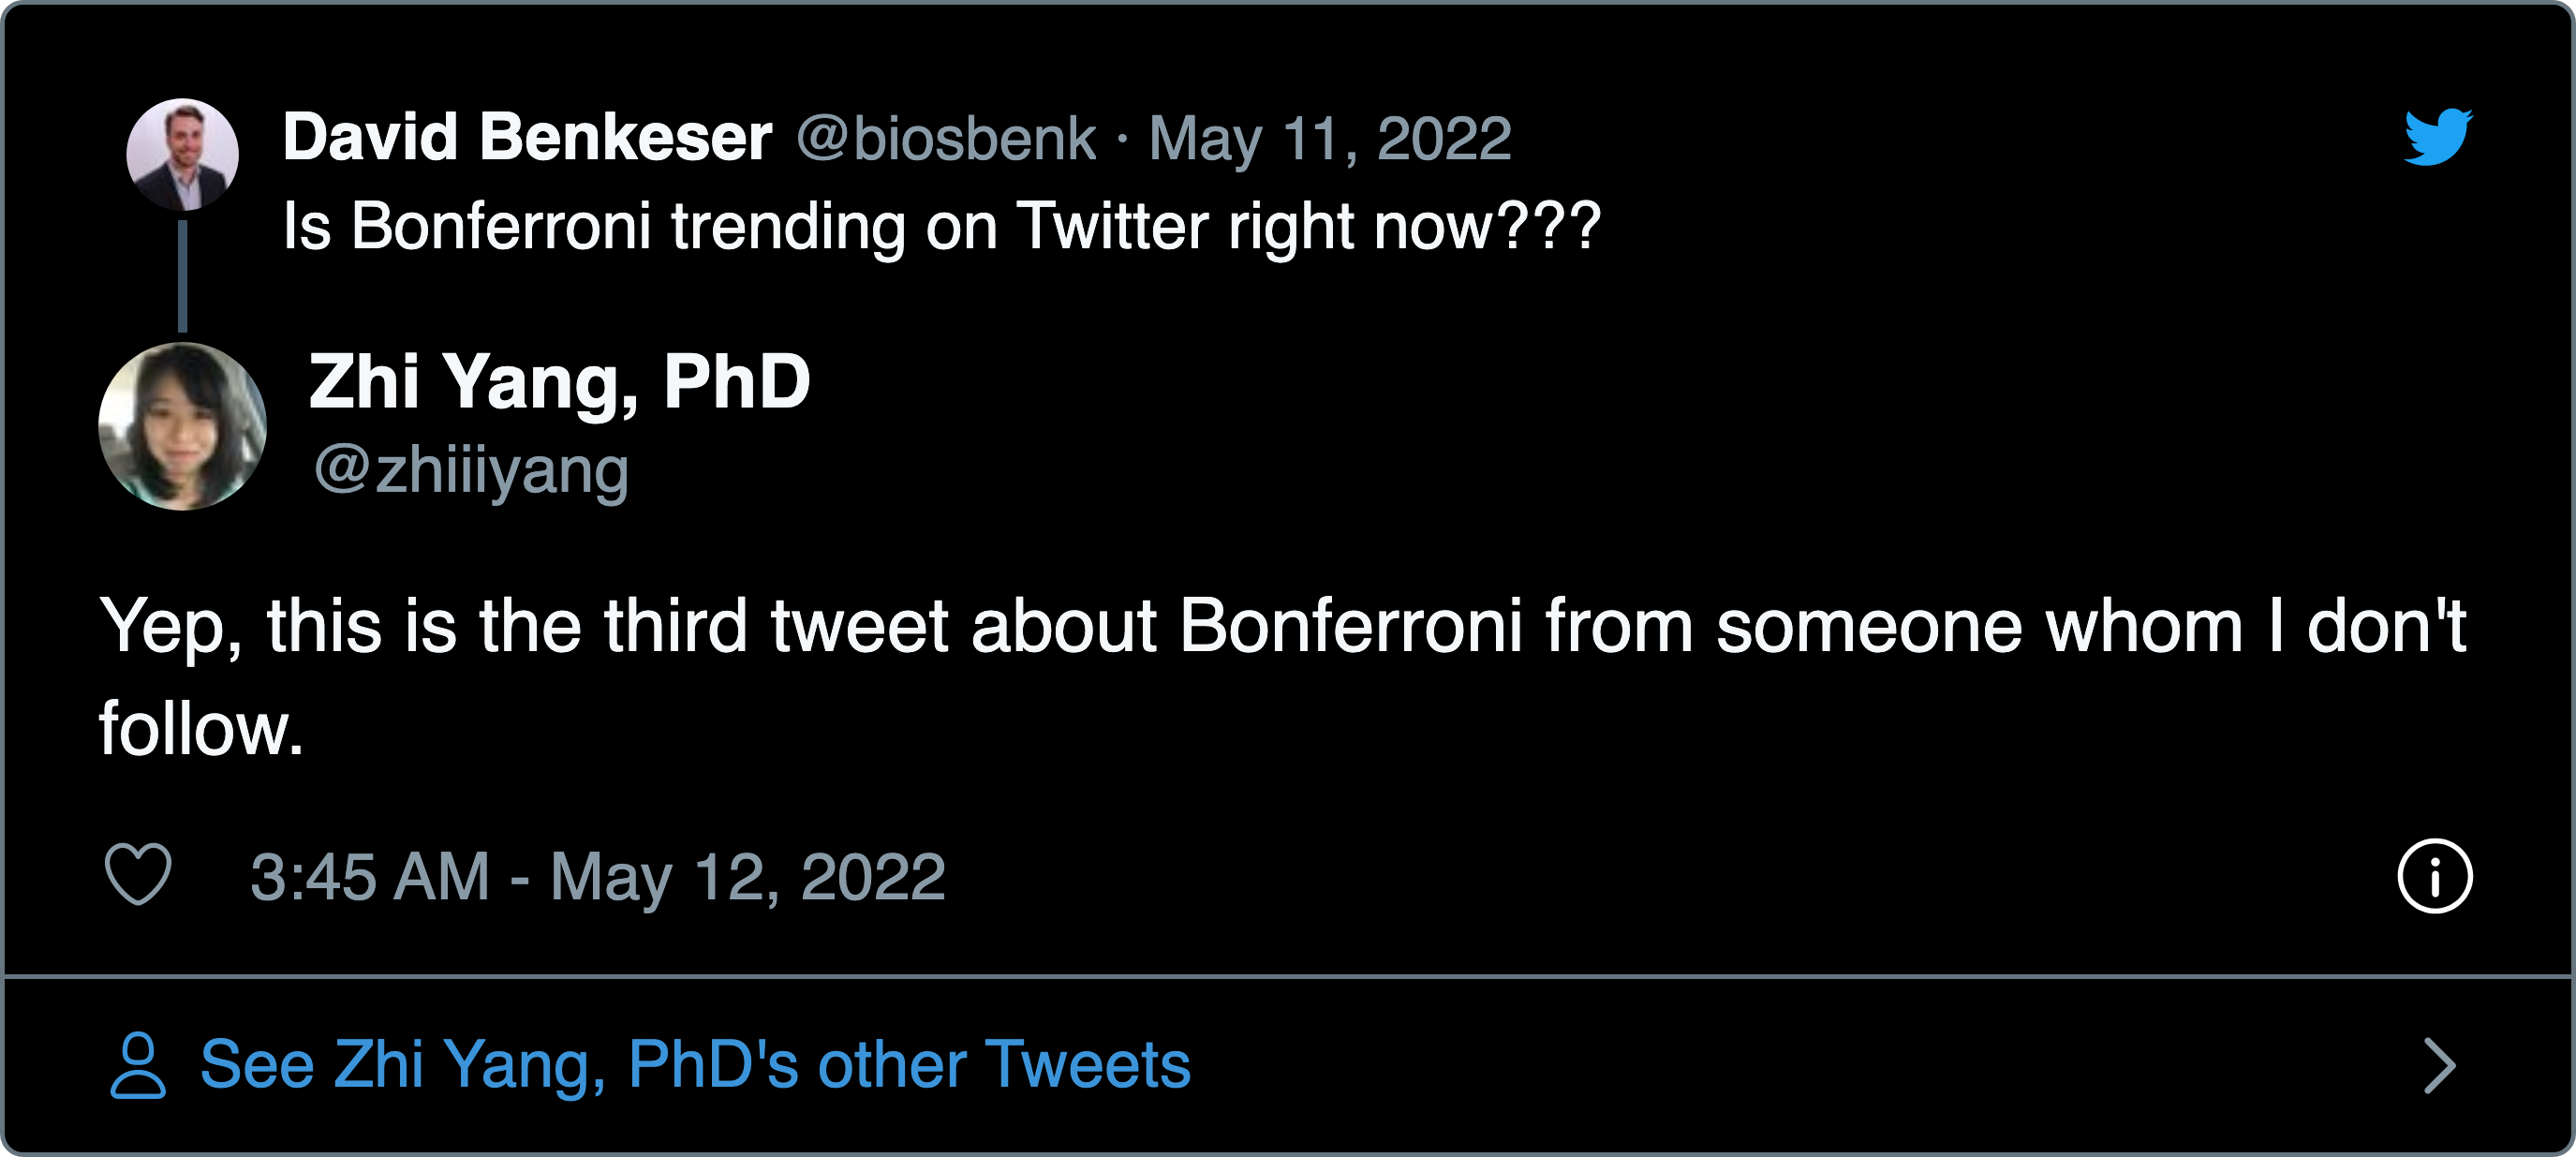 David Benkeser @biosbenk · May 11, 2022
Is Bonferroni trending on Twitter right now???
Zhi Yang, PhD
@zhiiiyang
Yep, this is the third tweet about Bonferroni from someone whom I don't
follow.
3:45 AM - May 12, 2022
See Zhi Yang, PhD's other Tweets